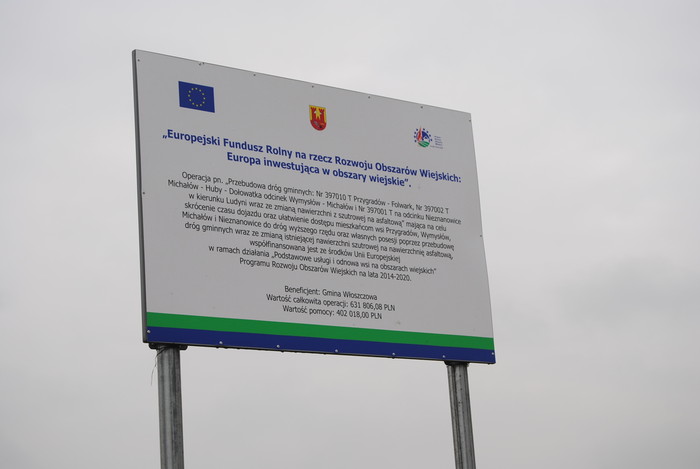 „Europejski Fundusz Rolny na rzecz Rozwoju Obszarów Wiejskich:
Europa inwestująca w obszary wiejskie”.
Operacja pn. „Przebudowa dróg gminnych: Nr 397010 T Przygradów - Folwark, Nr 397002 T
Michałów - Huby - Dołowatka odcinek Wymysłów - Michałów i Nr 397001 T na odcinku Nieznanowice
w kierunku Ludyni wraz ze zmianą nawierzchni z szutrowej na asfaltową” mająca na celu
skrócenie czasu dojazdu oraz ułatwienie dostępu mieszkańcom wsi Przygradów, Wymysłów,
Michałów i Nieznanowice do dróg wyższego rzędu oraz własnych posesji poprzez przebudowę
dróg gminnych wraz ze zmianą istniejącej nawierzchni szutrowej na nawierzchnię asfaltową,
współfinansowana jest ze środków Unii Europejskiej
w ramach działania „Podstawowe usługi i odnowa wsi na obszarach wiejskich”
Programu Rozwoju Obszarów Wiejskich na lata 2014-2020.
Beneficjent: Gmina Włoszczowa
Wartość całkowita operacji: 631 806,08 PLN
Wartość pomocy: 402 018,00 PLN